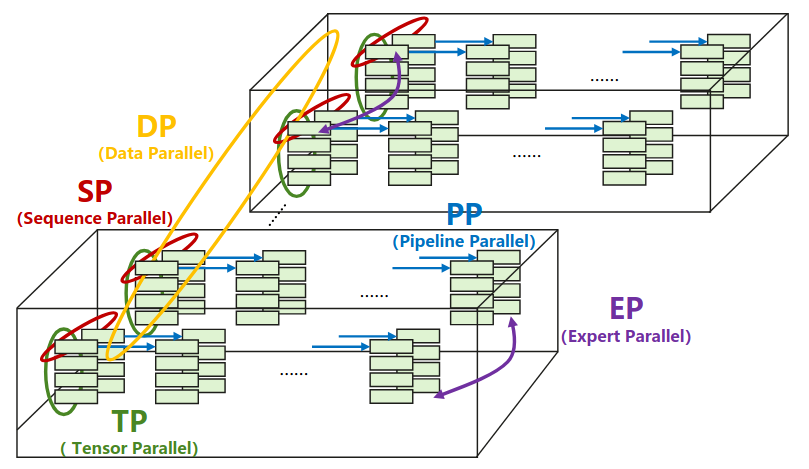 ......
......
DP
(Data Parallel)
SP
(Sequence Parallel)
......
PP
(Pipeline Parallel)
......
EP
(Expert Parallel)
......
TP
( Tensor Parallel)